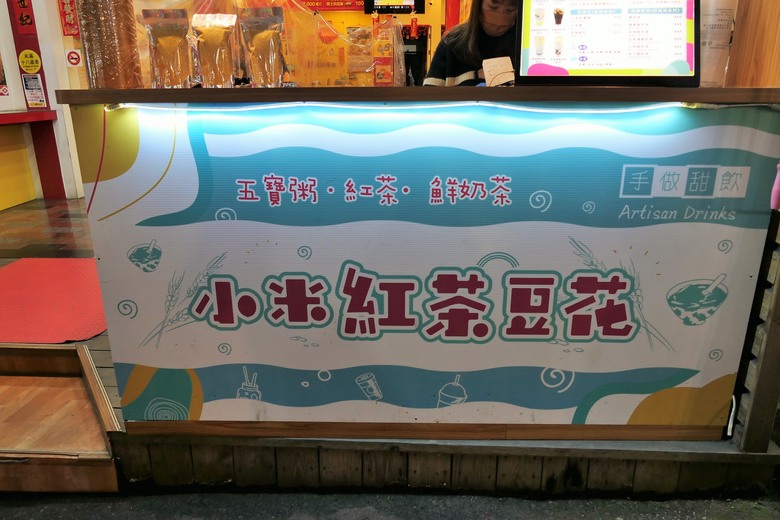 五寶粥·紅茶·鮮奶茶
手做甜飲
Artisan Drinks
小米紅茶豆花